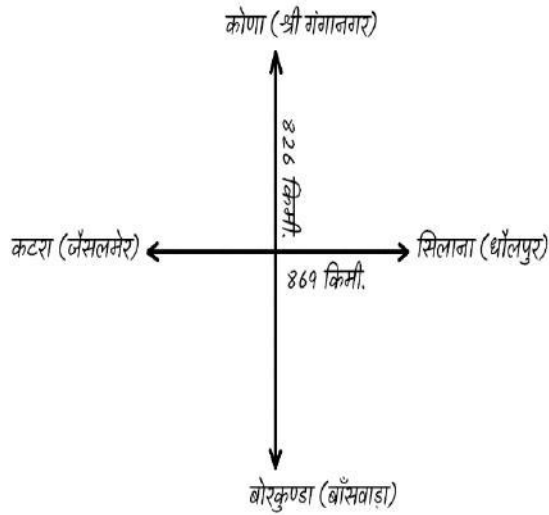 कोणा (श्री गंगानगर)
826 किमी.
कटरा (जैसलमेर)
सिलाना (धौलपुर)
869 किमी.
बोरकुण्डा (बाँसवाड़ा)